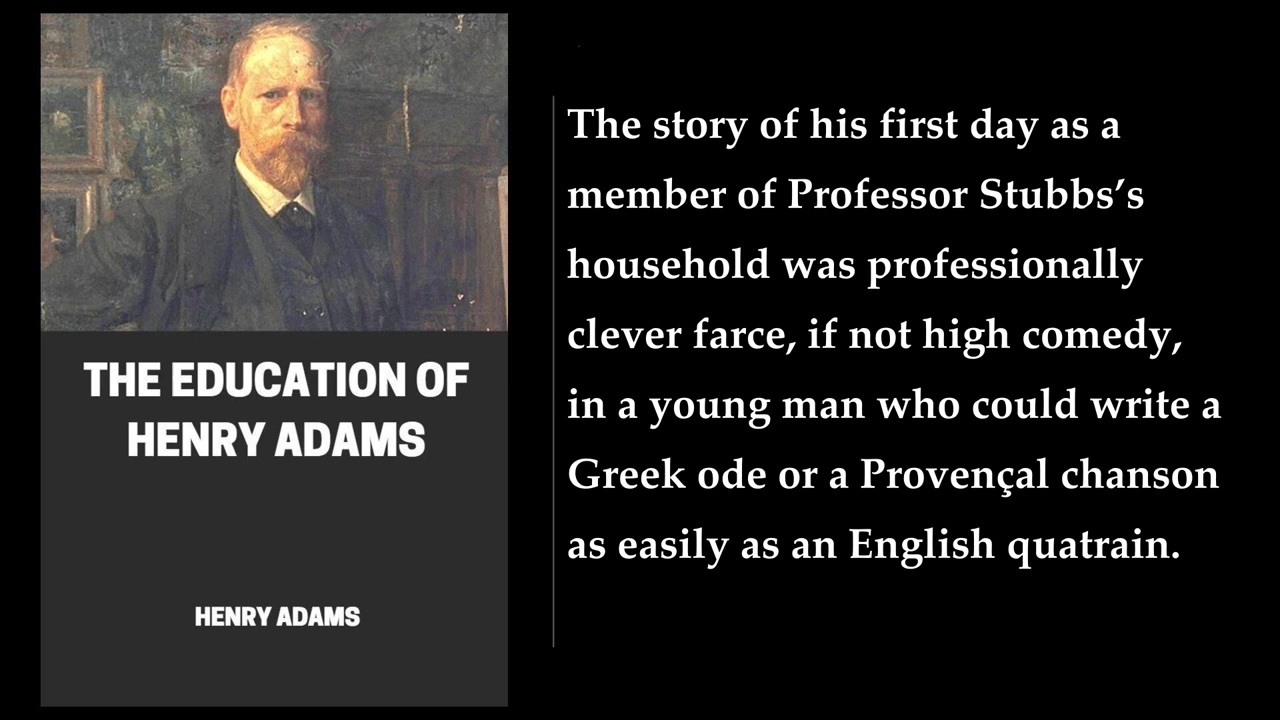 THE EDUCATION OF
HENRY ADAMS
HENRY ADAMS
The story of his first day as a
member of Professor Stubbs’s
household was professionally
clever farce, if not high comedy,
in a young man who could write a
Greek ode or a Provençal chanson
as easily as an English quatrain.